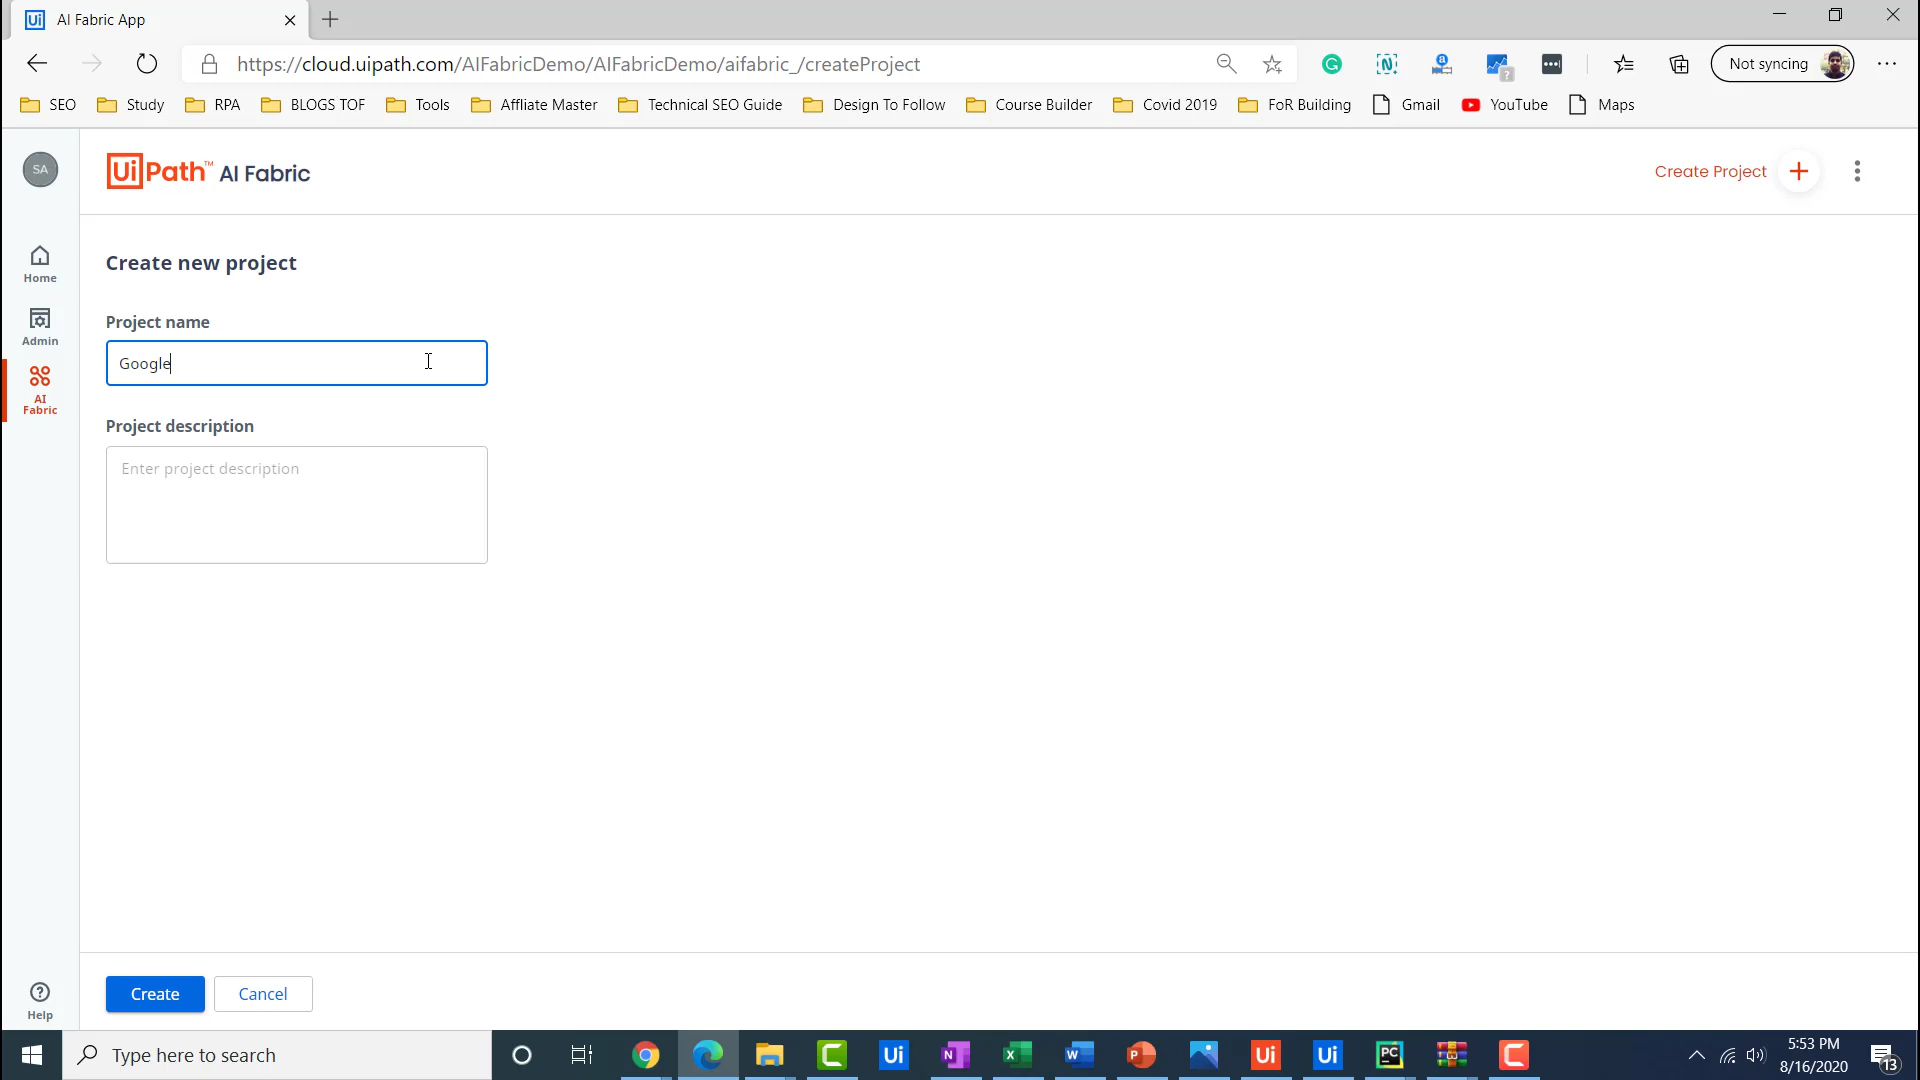 AI Fabric App
https://cloud.uipath.com/AIFabricDemo/AIFabricDemo/aifabric_/createProject
Not syncing
SEO Study RPA BLOGS TOF Tools Affliate Master Technical SEO Guide Design To Follow Course Builder Covid 2019 FoR Building Gmail YouTube Maps
SA
UiPath™ AI Fabric
Create Project
Home
Admin
AI
Fabric
Create new project
Project name
Google
Project description
Enter project description
Create Cancel
Help
Type here to search
5:53 PM
8/16/2020
13